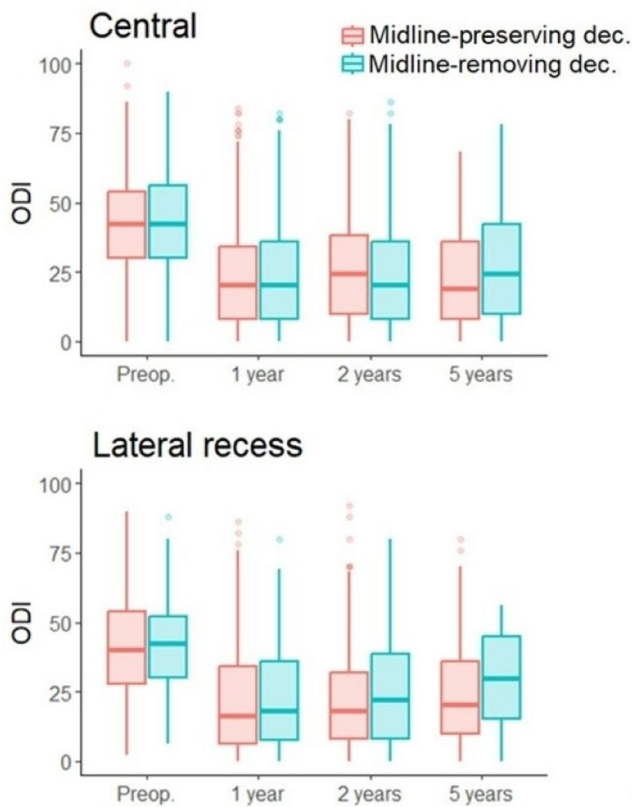 Central
Midline-preserving dec.
Midline-removing dec.
100
75
50
25
0
ODI
Preop. 1 year 2 years 5 years
Lateral recess
100
75
50
25
0
ODI
Preop. 1 year 2 years 5 years